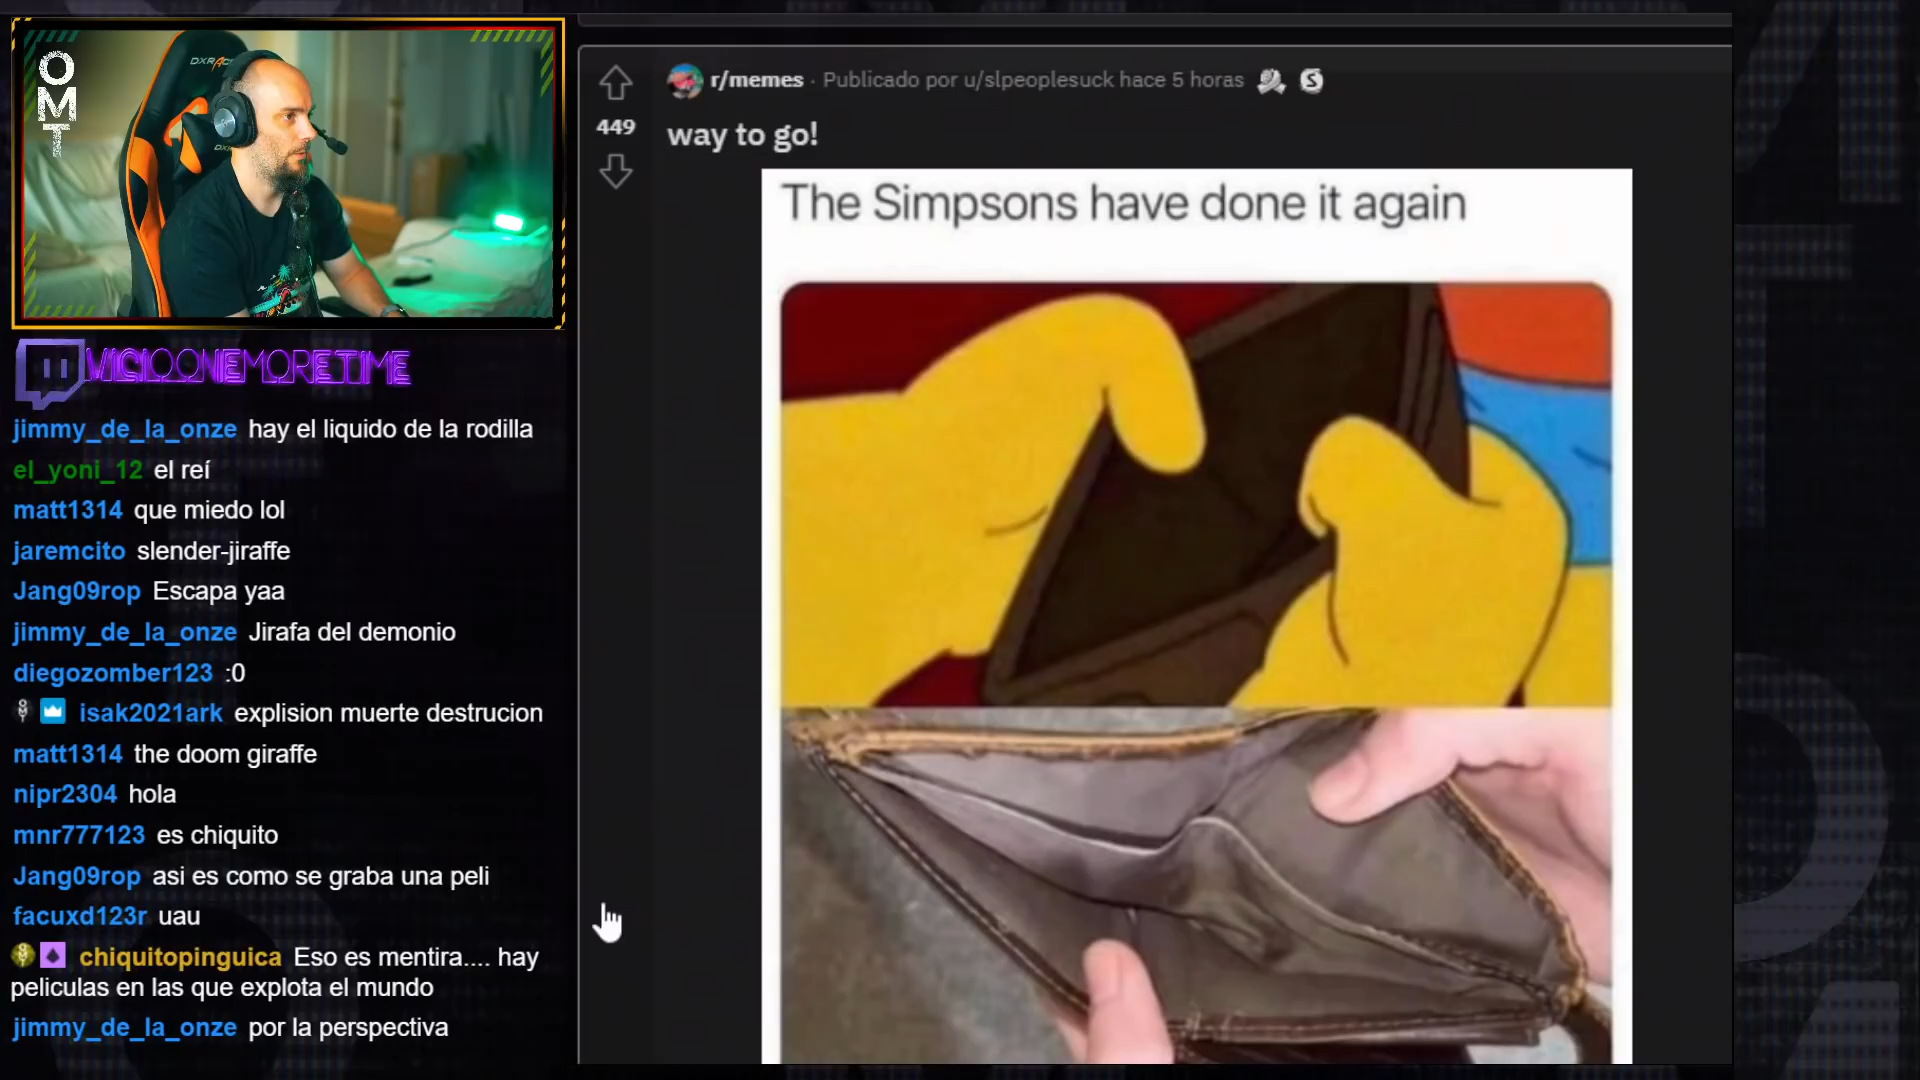 OMT
DXRACER
VICIOONEMORETIME
jimmy_de_la_onze hay el liquido de la rodilla
el_yoni_12 el reí
matt1314 que miedo lol
jaremcito slender-jiraffe
Jang09rop Escapa yaa
jimmy_de_la_onze Jirafa del demonio
diegozomber123 :0
isak2021ark explision muerte destrucion
matt1314 the doom giraffe
nipr2304 hola
mnr777123 es chiquito
Jang09rop asi es como se graba una peli
facuxd123r uau
chiquitopinguica Eso es mentira.... hay
peliculas en las que explota el mundo
jimmy_de_la_onze por la perspectiva
r/memes · Publicado por u/slpeoplesuck hace 5 horas
449
way to go!
The Simpsons have done it again